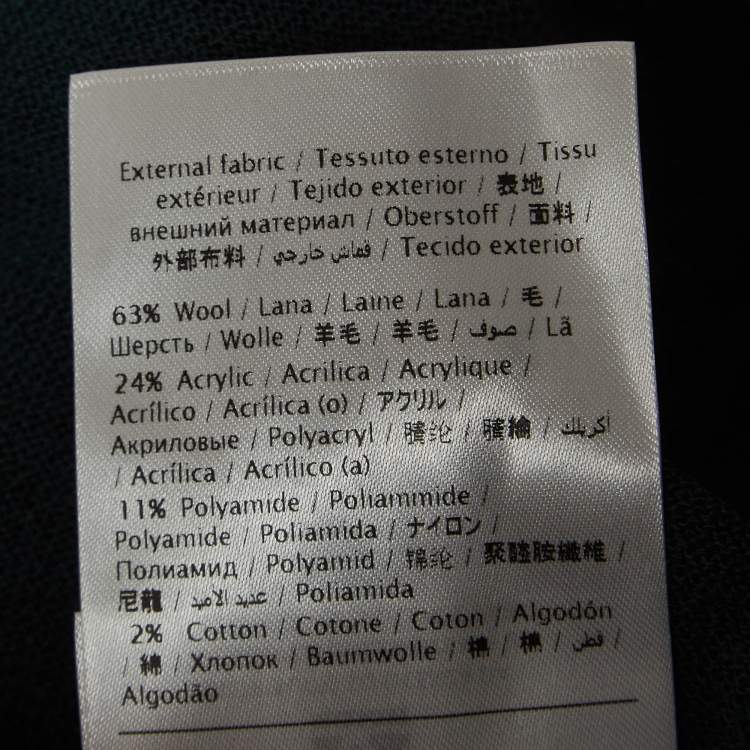 External fabric / Tessuto esterno / Tissu
extérieur / Tejido exterior / 表地 /
внешний материал / Oberstoff / 面料 /
外部布料 / قماش خارجي / Tecido exterior
63% Wool / Lana / Laine / Lana / 毛 /
Шерсть / Wolle / 羊毛 / 羊毛 / صوف / Lã
24% Acrylic / Acrilica / Acrylique /
Acrílico / Acrílica (o) / アクリル /
Акриловые / Polyacryl / 腈纶 / 腈綸 / أكريلك
/ Acrílica / Acrílico (a)
11% Polyamide / Poliammide /
Polyamide / Poliamida / ナイロン /
Полиамид / Polyamid / 锦纶 / 聚醯胺纖維 /
尼龍 / عديد الاميد / Poliamida
2% Cotton / Cotone / Coton / Algodón
/ 綿 / Хлопок / Baumwolle / 棉 / 棉 / قطن /
Algodão